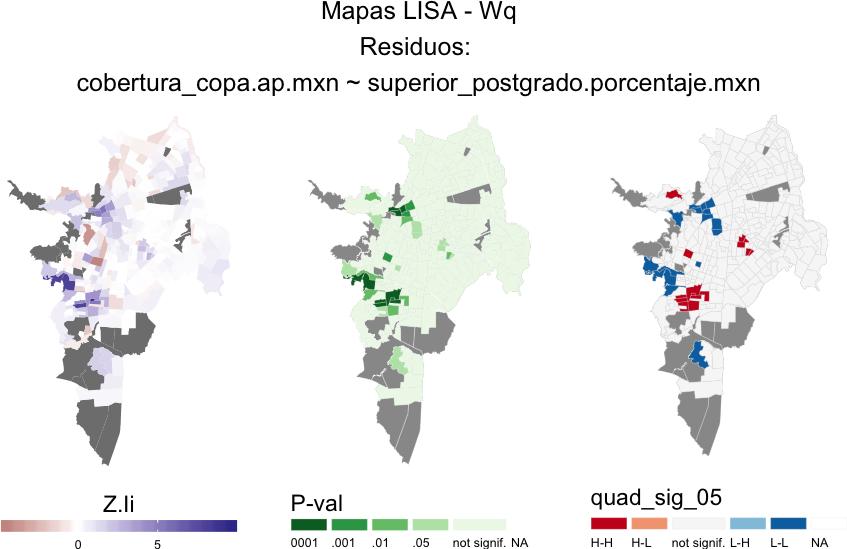 Mapas LISA - Wq
Residuos:
cobertura_copa.ap.mxn ~ superior_postgrado.porcentaje.mxn
Z.Ii
0 5
P-val
0001 .001 .01 .05 not signif. NA
quad_sig_05
H-H H-L not signif. L-H L-L NA